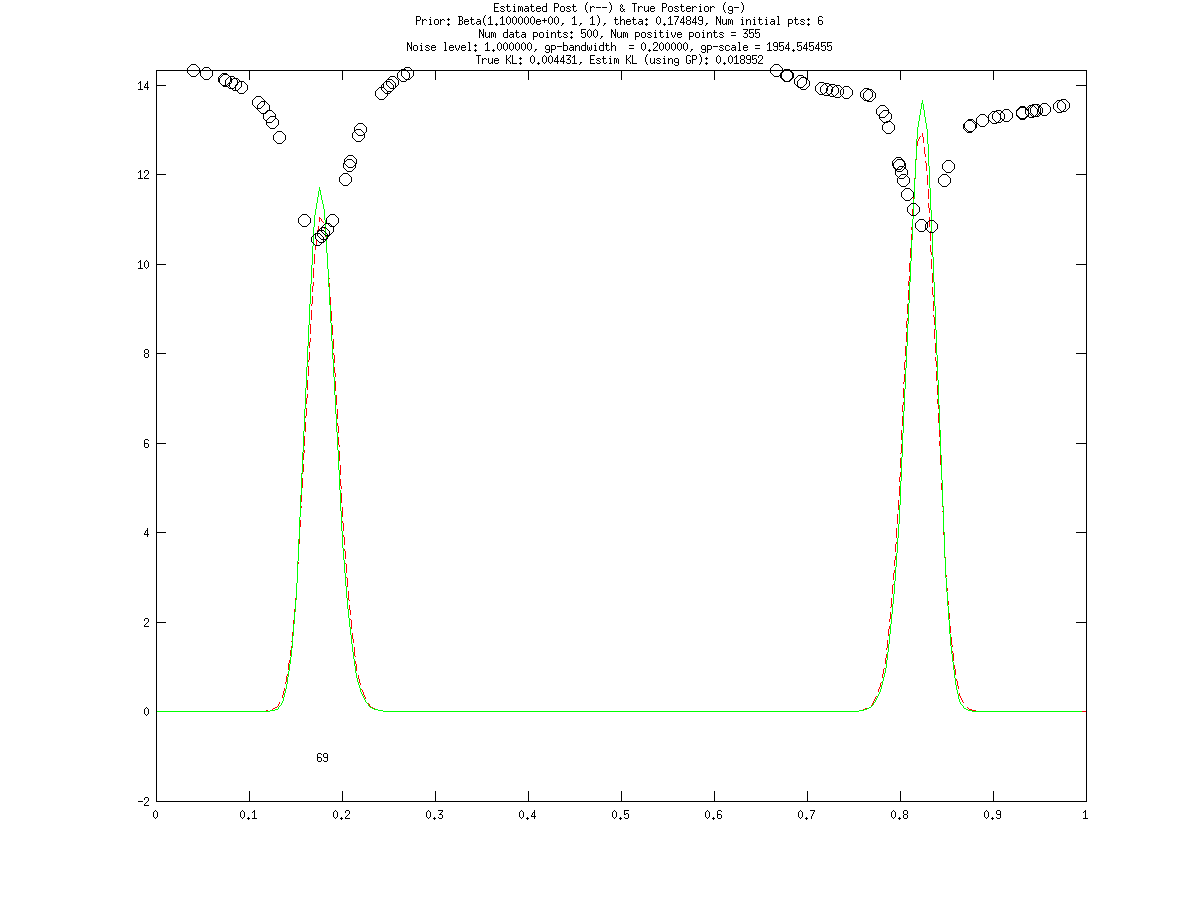 Estimated Post (r--) & True Posterior (g-)
Prior: Beta(1.100000e+00, 1, 1), theta: 0.174849, Num initial pts: 6
Num data points: 500, Num positive points = 355
Noise level: 1.000000, gp-bandwidth  = 0.200000, gp-scale = 1954.545455
True KL: 0.004431, Estim KL (using GP): 0.018952
14
12
10
8
6
4
2
0
69
-2
0 0.1 0.2 0.3 0.4 0.5 0.6 0.7 0.8 0.9 1